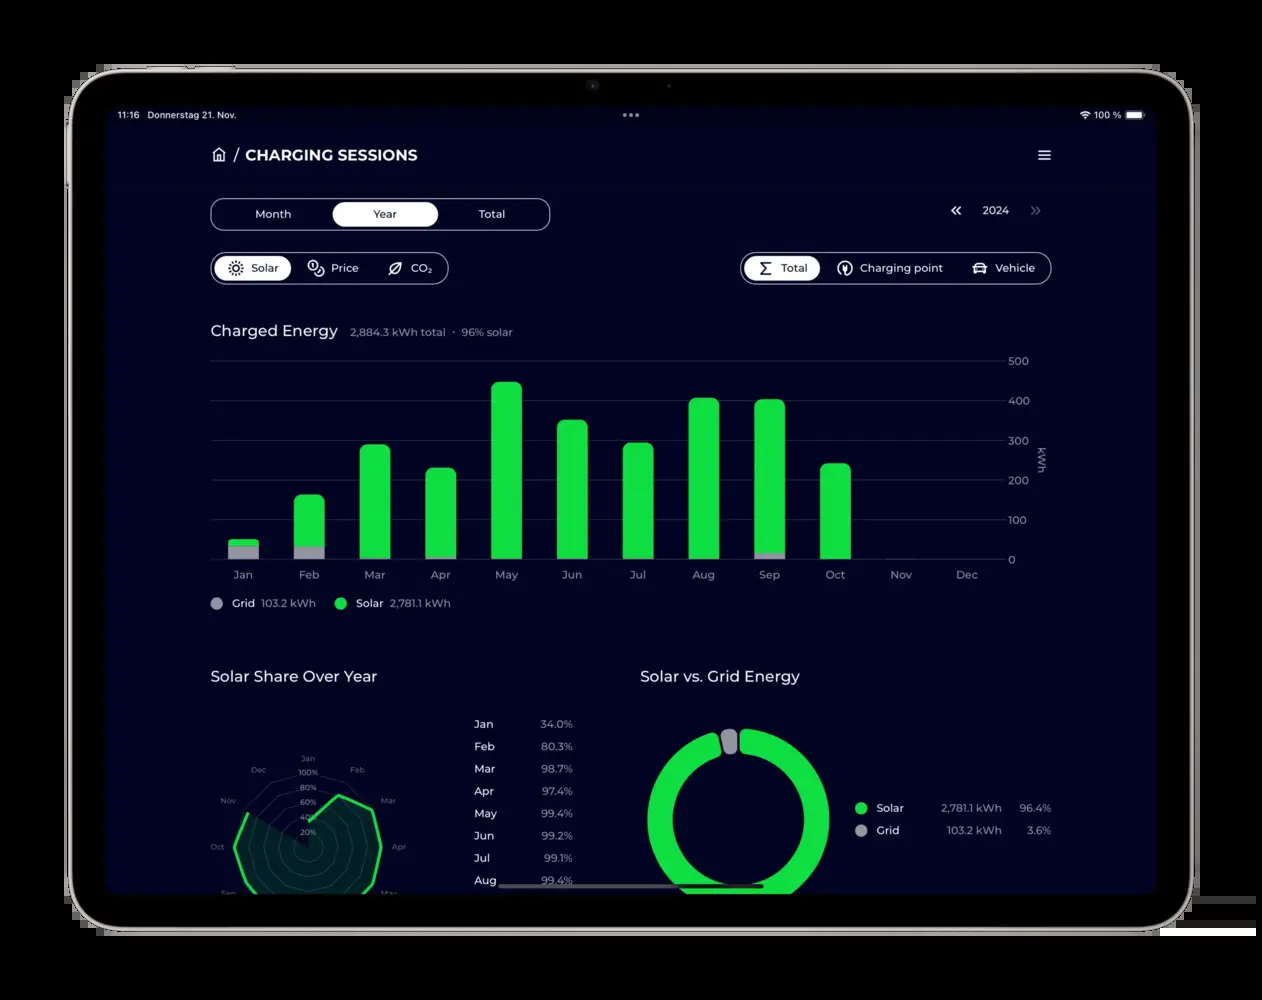 11:16 Donnerstag 21. Nov.
100 %
/ CHARGING SESSIONS
Month Year Total
2024
Solar Price CO₂
Total Charging point Vehicle
Charged Energy 2,884.3 kWh total · 96% solar
500
400
300
200
100
0
kWh
Jan Feb Mar Apr May Jun Jul Aug Sep Oct Nov Dec
Grid 103.2 kWh Solar 2,781.1 kWh
Solar Share Over Year
Jan
Dec Feb
Nov Mar
Oct Apr
Sep May
100%
80%
60%
40%
20%
Jan 34.0%
Feb 80.3%
Mar 98.7%
Apr 97.4%
May 99.4%
Jun 99.2%
Jul 99.1%
Aug 99.4%
Solar vs. Grid Energy
Solar 2,781.1 kWh 96.4%
Grid 103.2 kWh 3.6%